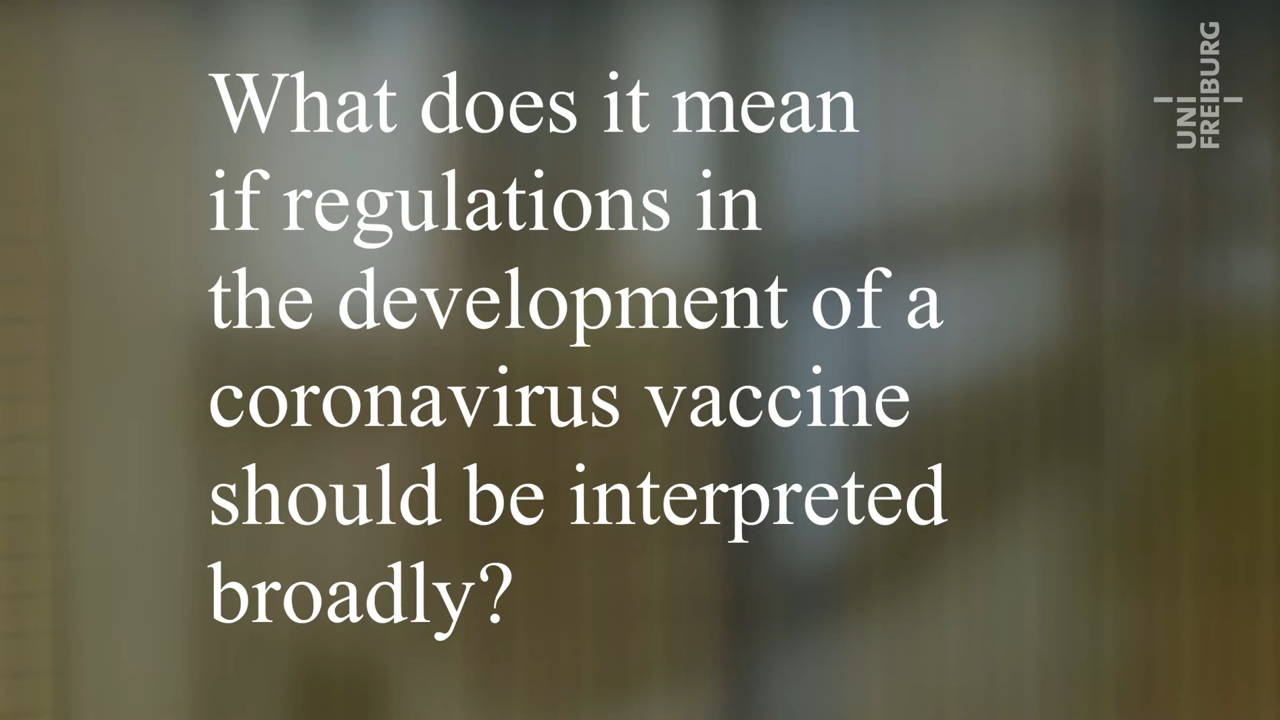 What does it mean
if regulations in
the development of a
coronavirus vaccine
should be interpreted
broadly?
UNI
FREIBURG